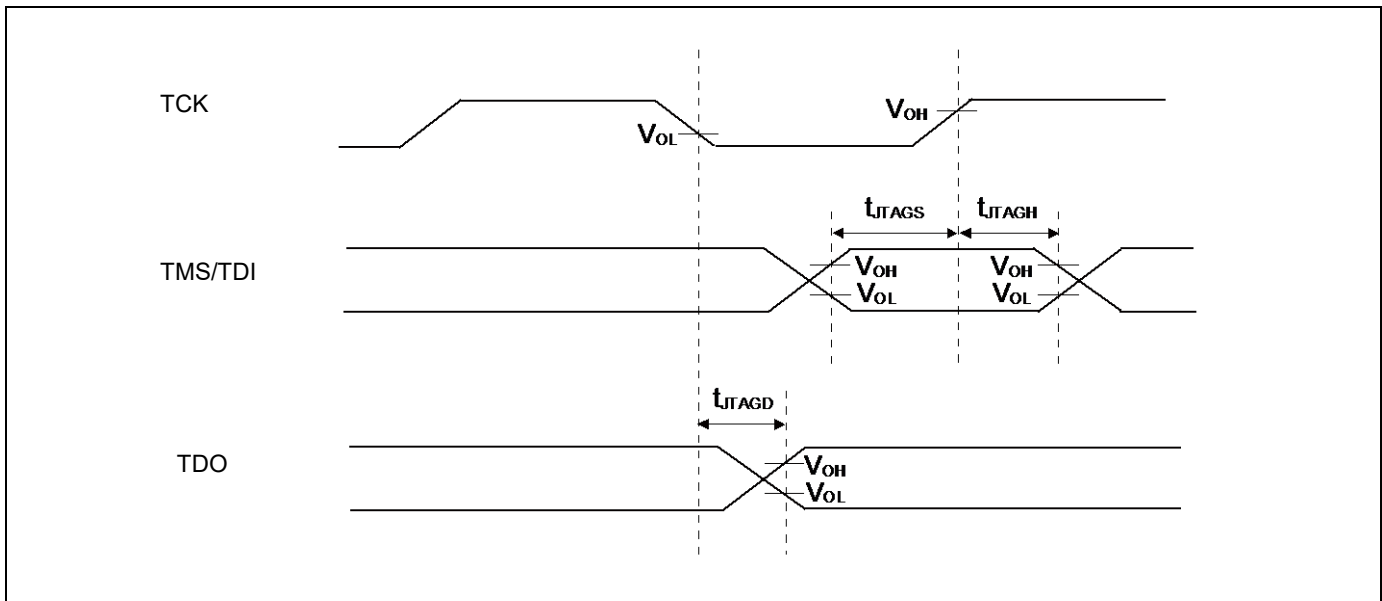 TCK
VOL
VOH
tJTAGS
tJTAGH
TMS/TDI
VOH
VOL
VOH
VOL
tJTAGD
TDO
VOH
VOL